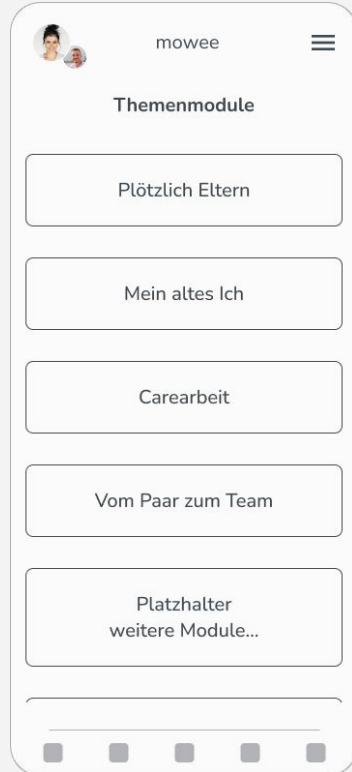 mowee
Themenmodule
Plötzlich Eltern
Mein altes Ich
Carearbeit
Vom Paar zum Team
Platzhalter
weitere Module...